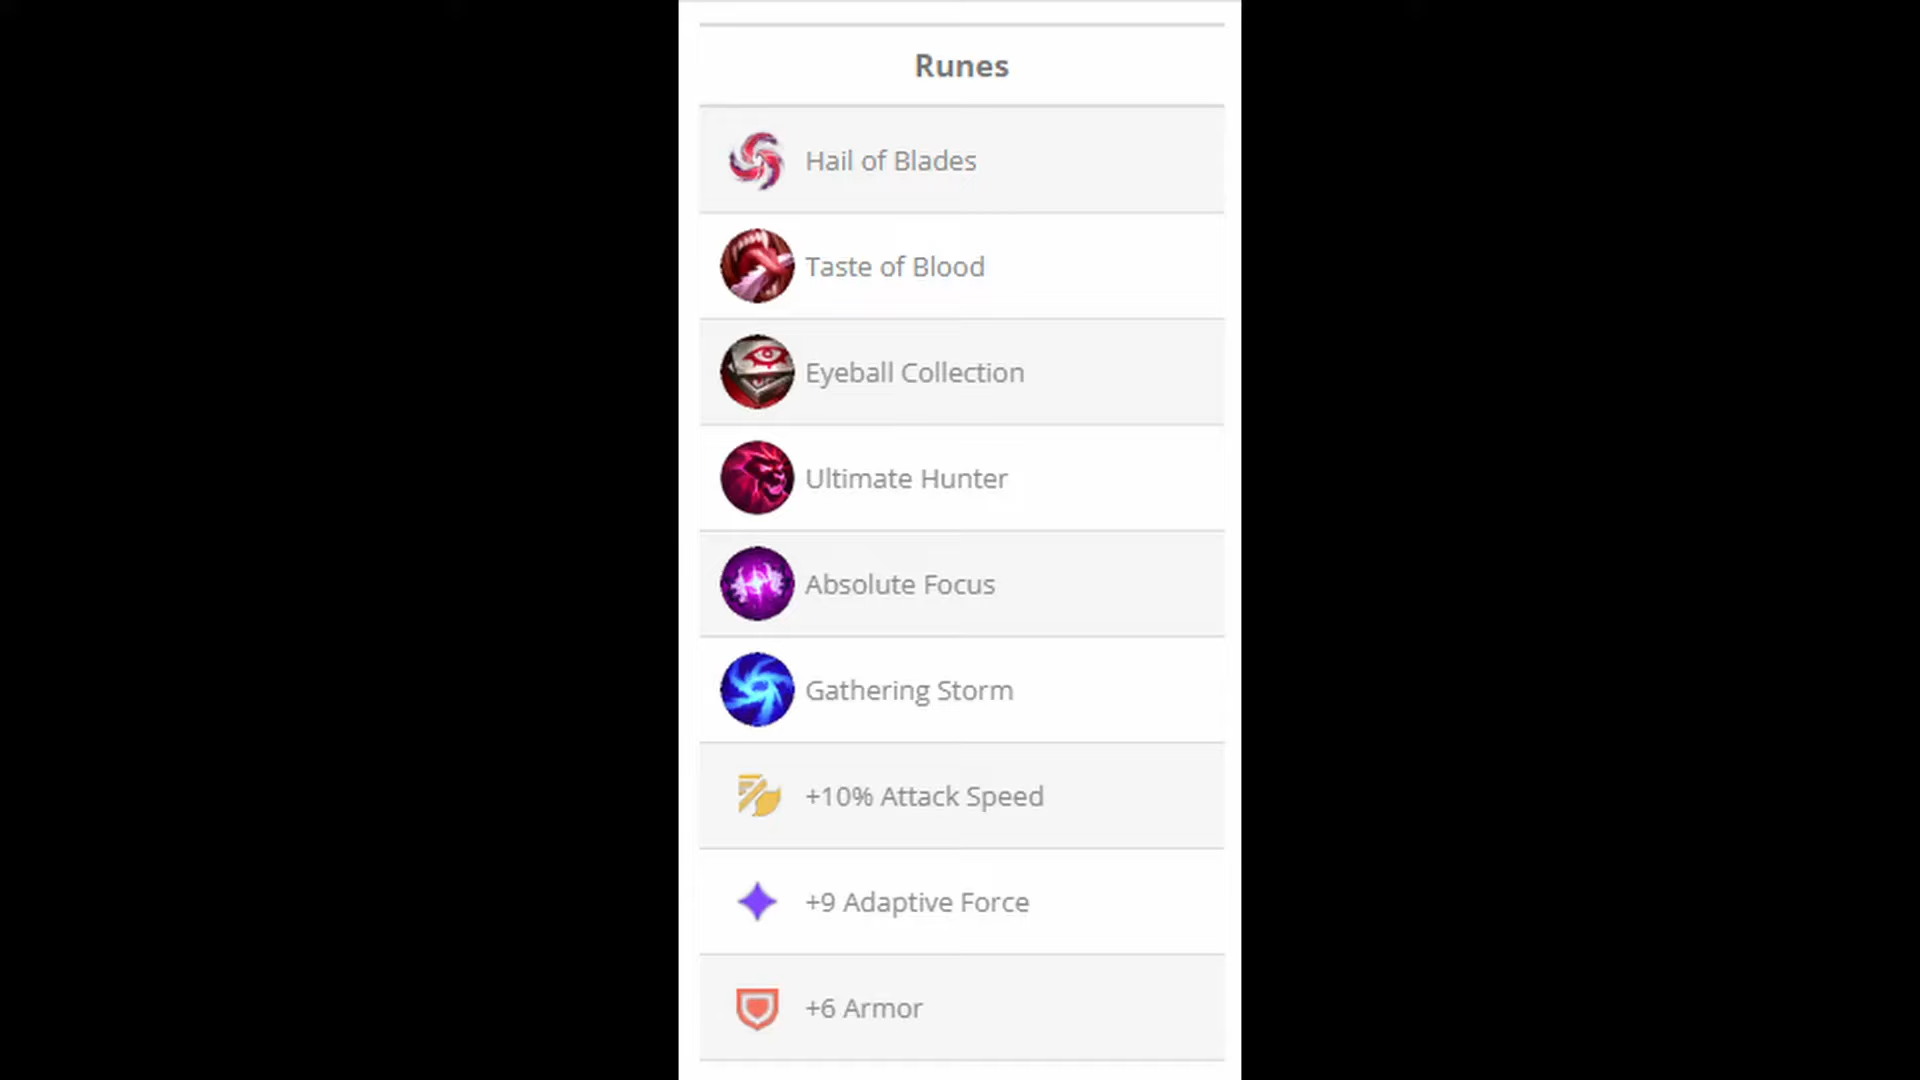 Runes
Hail of Blades
Taste of Blood
Eyeball Collection
Ultimate Hunter
Absolute Focus
Gathering Storm
+10% Attack Speed
+9 Adaptive Force
+6 Armor